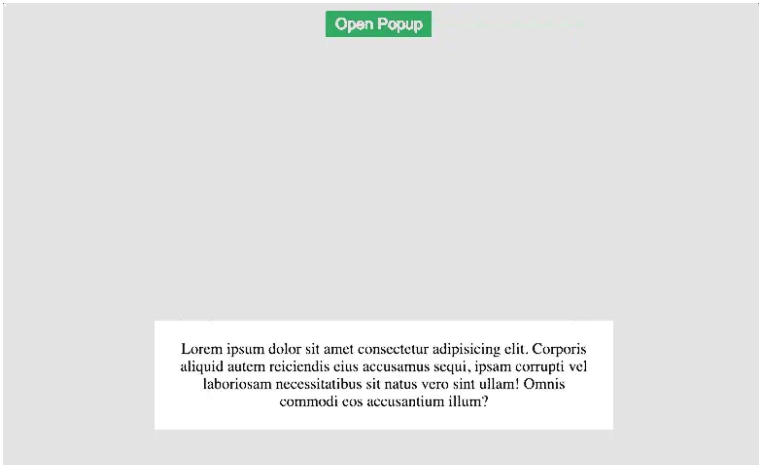 Open Popup
Lorem ipsum dolor sit amet consectetur adipisicing elit. Corporis
aliquid autem reiciendis eius accusamus sequi, ipsam corrupti vel
laboriosam necessitatibus sit natus vero sint ullam! Omnis
commodi eos accusantium illum?